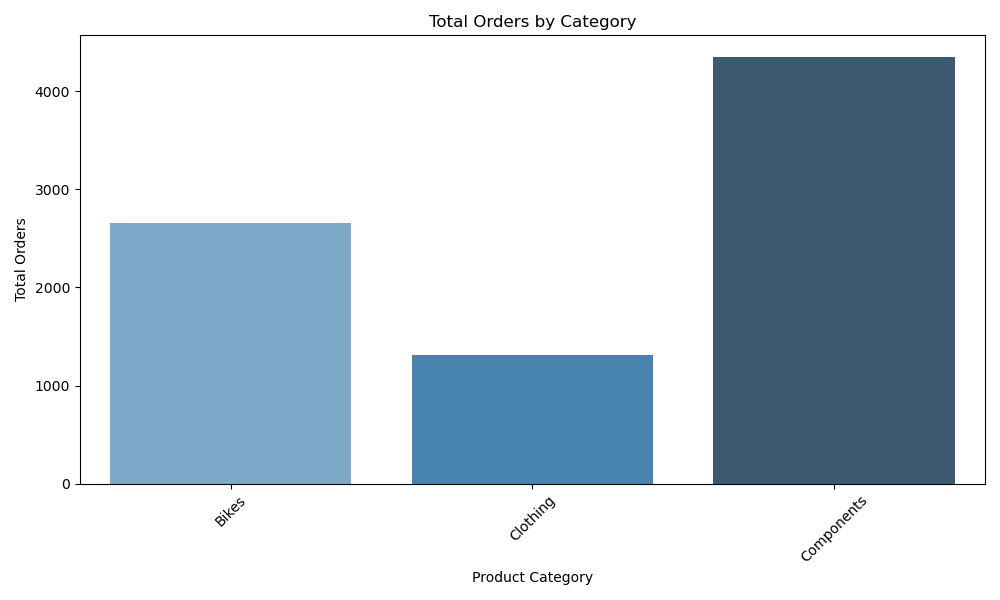 Total Orders by Category
Total Orders
4000
3000
2000
1000
0
Bikes
Clothing
Components
Product Category